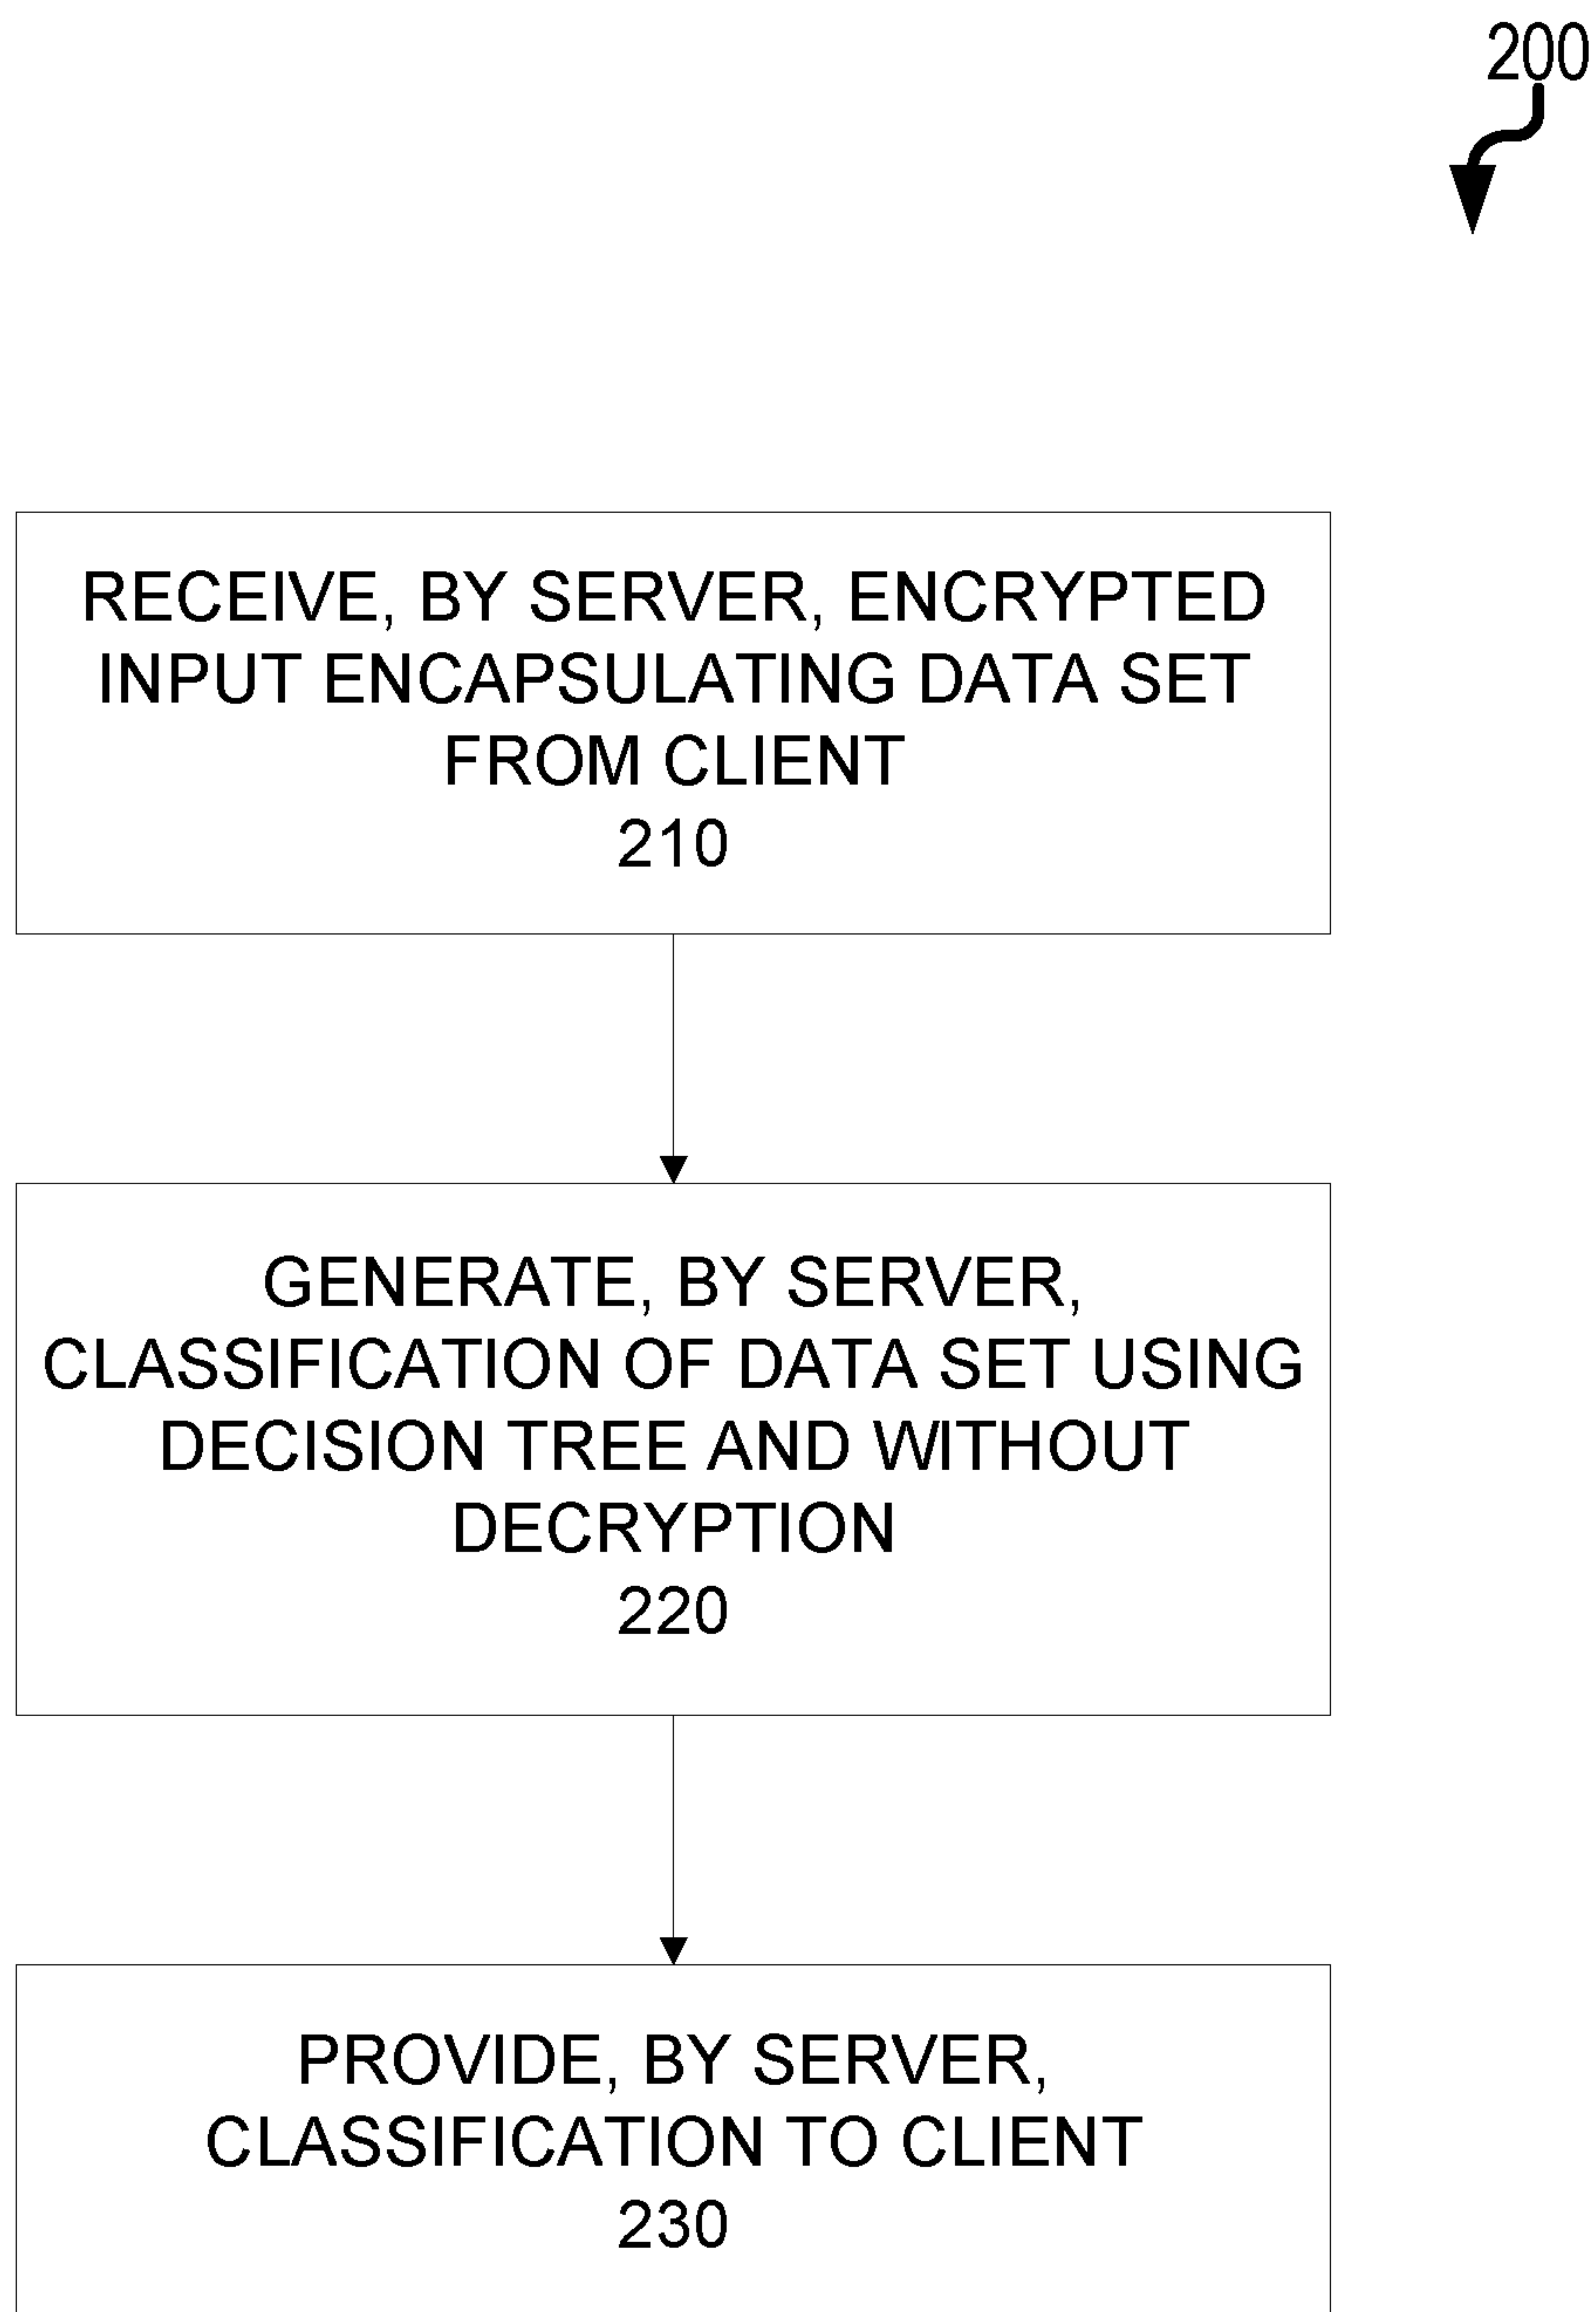 200
RECEIVE, BY SERVER, ENCRYPTED
INPUT ENCAPSULATING DATA SET
FROM CLIENT
210
GENERATE, BY SERVER,
CLASSIFICATION OF DATA SET USING
DECISION TREE AND WITHOUT
DECRYPTION
220
PROVIDE, BY SERVER,
CLASSIFICATION TO CLIENT
230